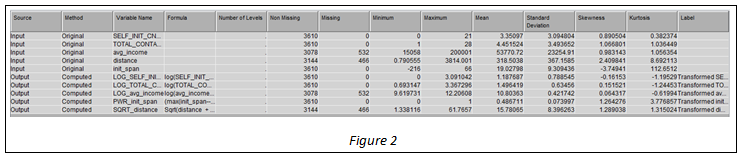 Source Method Variable Name Formula Number of Levels Non Missing Missing Minimum Maximum Mean Standard Deviation Skewness Kurtosis Label
Input Original SELF_INIT_CN... . 3610 0 0 21 3.35097 3.094804 0.890504 0.382374
Input Original TOTAL_CONTA... . 3610 0 1 28 4.451524 3.493652 1.066801 1.036449
Input Original avg_income . 3078 532 15058 200001 53770.72 23254.91 0.983143 1.056354
Input Original distance . 3144 466 0.790555 3814.001 318.5038 367.1585 2.409841 8.692113
Input Original init_span . 3610 0 -216 66 19.02798 9.309436 -3.74941 112.6512
Output Computed LOG_SELF_INI... log(SELF_INIT_... . 3610 0 0 3.091042 1.187687 0.788545 -0.16153 -1.19529 Transformed SELF_...
Output Computed LOG_TOTAL_C... log(TOTAL_CO... . 3610 0 0.693147 3.367296 1.496419 0.63456 0.151521 -1.24453 Transformed TO...
Output Computed LOG_avg_income log(avg_income... . 3078 532 9.619731 12.20608 10.80363 0.421742 0.064317 -0.61994 Transformed av...
Output Computed PWR_init_span (max(init_span-... . 3610 0 0 1 0.486711 0.073997 1.264276 3.776857 Transformed init...
Output Computed SQRT_distance Sqrt(distance + ... . 3144 466 1.338116 61.7657 15.78065 8.396263 1.289038 1.315024 Transformed di...
Figure 2